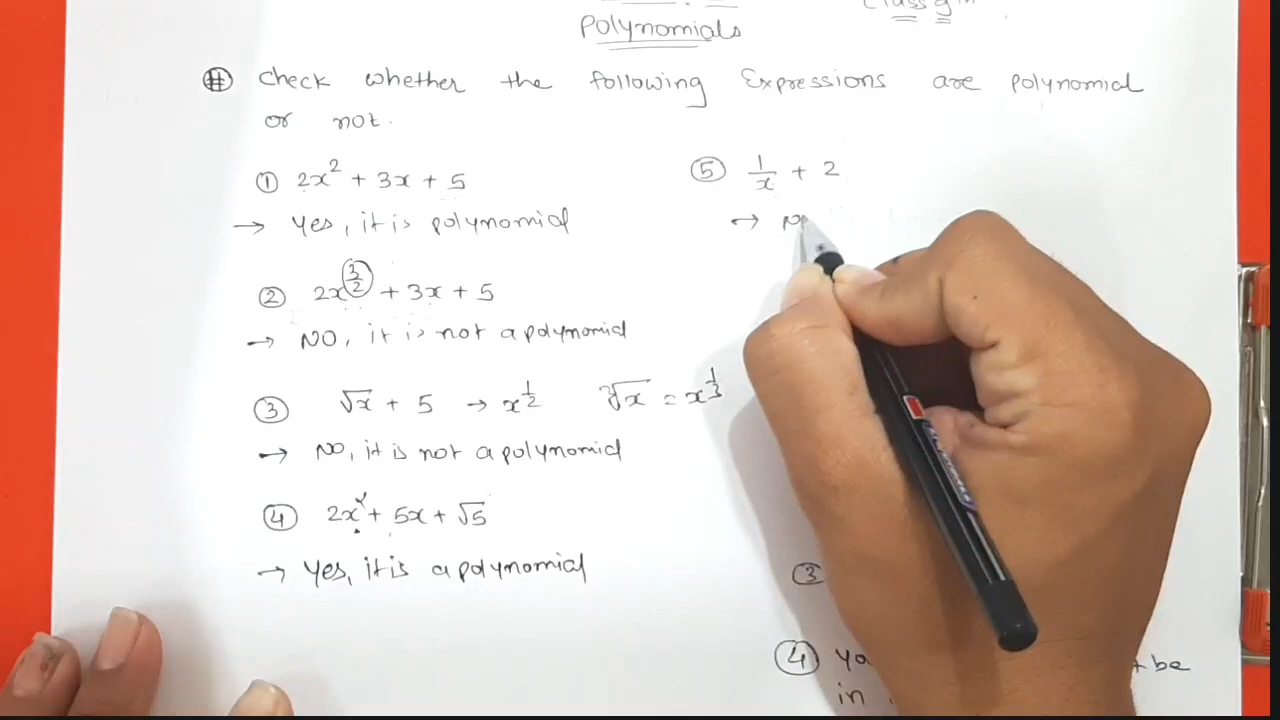 Class 9th
Polynomials
# Check whether the following Expressions are polynomial
or not.
① 2x² + 3x + 5
→ Yes, it is polynomial
② 2x^(3/2) + 3x + 5
→ NO, it is not a polynomial
③ √x + 5 → x^(1/2) ∛x = x^(1/3)
→ NO, it is not a polynomial
④ 2x² + 5x + √5
→ Yes, it is a polynomial
⑤ 1/x + 2
→ No
③
④
be
in